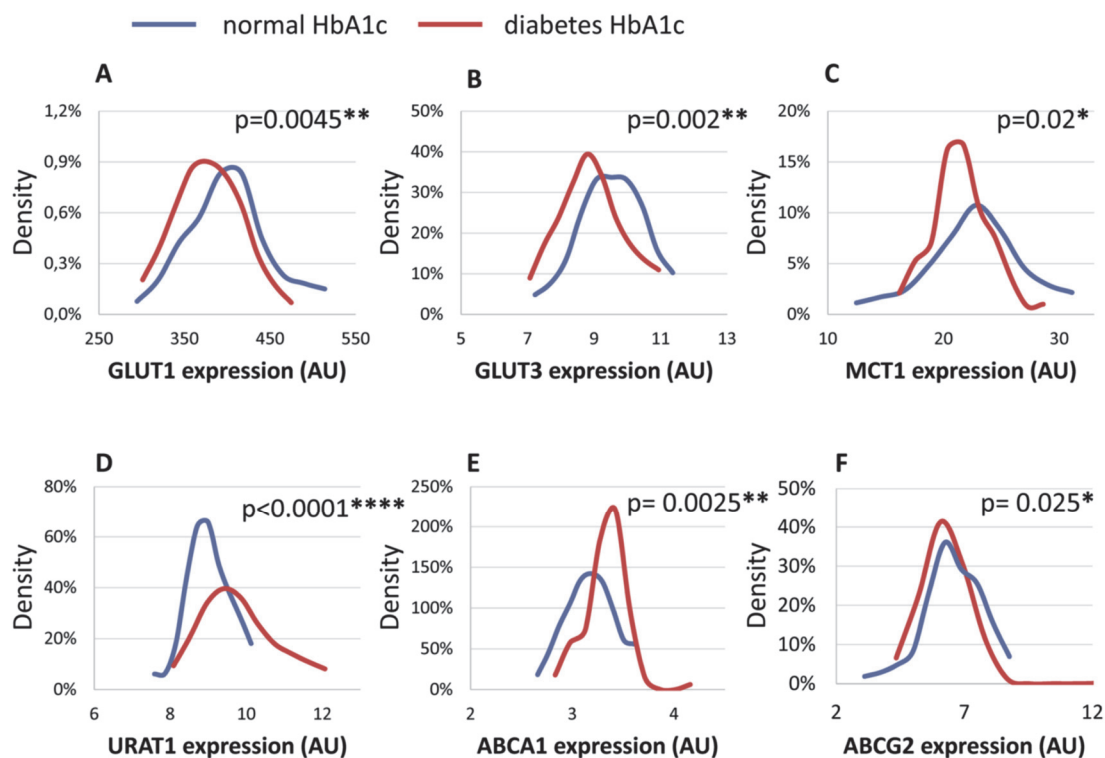 normal HbA1c diabetes HbA1c
A
p=0.0045**
1,2%
0,9%
0,6%
0,3%
0,0%
Density
250 350 450 550
GLUT1 expression (AU)
B
p=0.002**
50%
40%
30%
20%
10%
0%
Density
5 7 9 11 13
GLUT3 expression (AU)
C
p=0.02*
20%
15%
10%
5%
0%
Density
10 20 30
MCT1 expression (AU)
D
p<0.0001****
80%
60%
40%
20%
0%
Density
6 8 10 12
URAT1 expression (AU)
E
p= 0.0025**
250%
200%
150%
100%
50%
0%
Density
2 3 4
ABCA1 expression (AU)
F
p= 0.025*
50%
40%
30%
20%
10%
0%
Density
2 7 12
ABCG2 expression (AU)